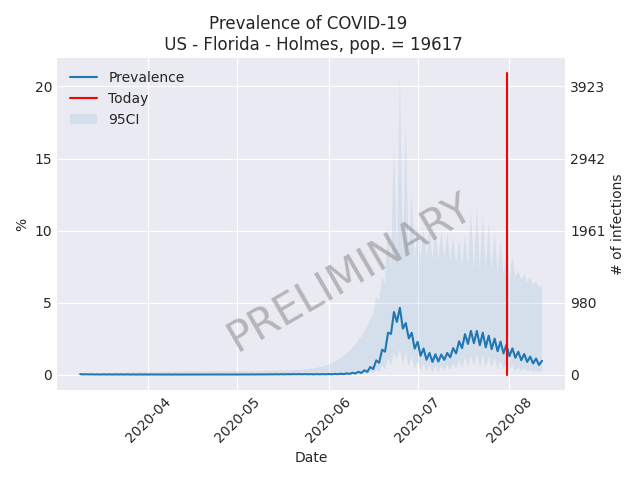 Prevalence of COVID-19
US - Florida - Holmes, pop. = 19617
Prevalence
Today
95CI
PRELIMINARY
20
15
10
5
0
%
3923
2942
1961
980
0
# of infections
2020-04
2020-05
2020-06
2020-07
2020-08
Date